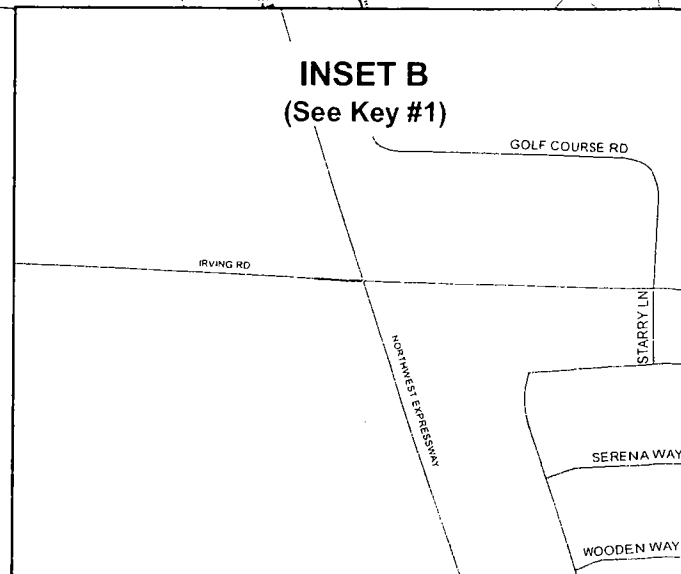 INSET B
(See Key #1)
GOLF COURSE RD
IRVING RD
STARRY LN
NORTHWEST EXPRESSWAY
SERENA WAY
WOODEN WAY